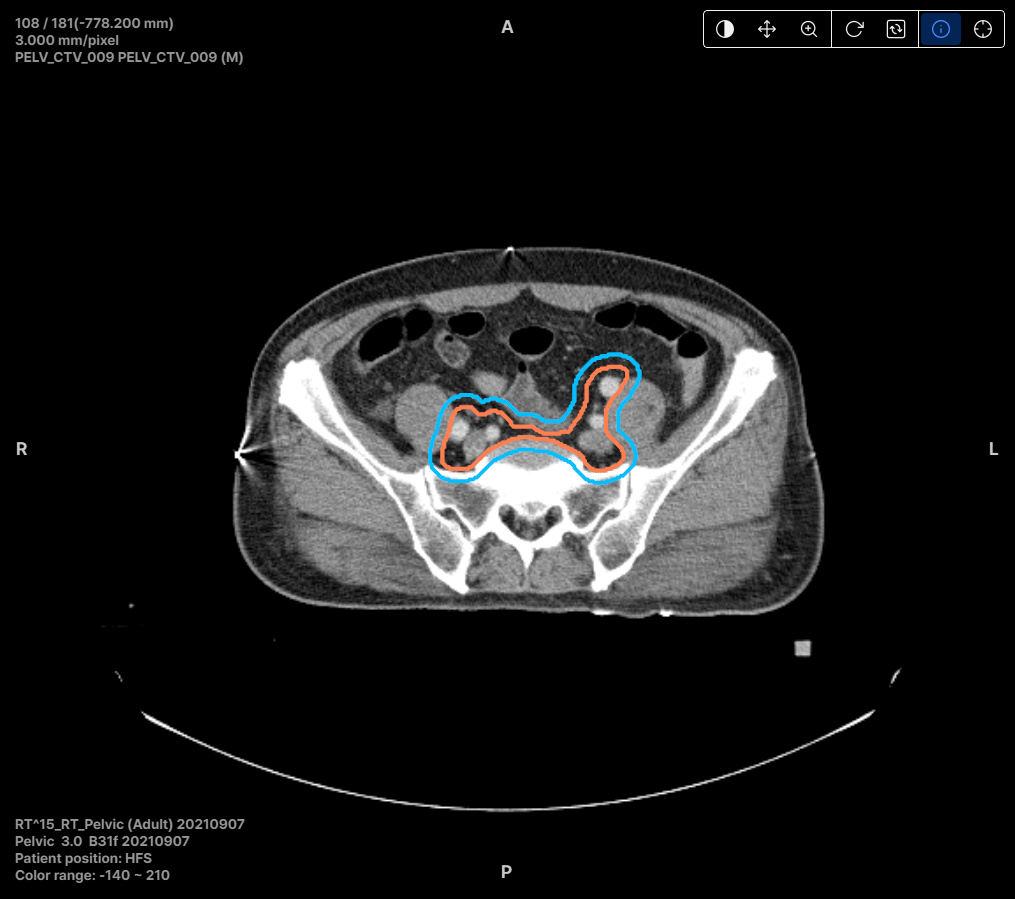 108 / 181(-778.200 mm)
3.000 mm/pixel
PELV_CTV_009 PELV_CTV_009 (M)
A
R
L
RT^15_RT_Pelvic (Adult) 20210907
Pelvic  3.0  B31f 20210907
Patient position: HFS
Color range: -140 ~ 210
P